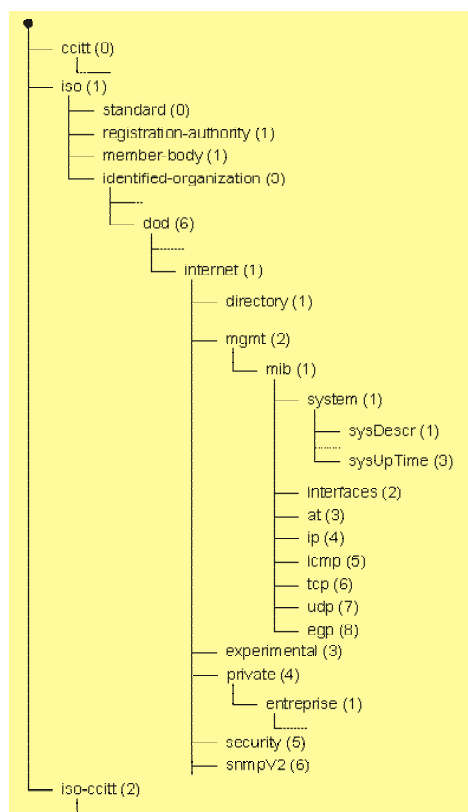 ccitt (0)
iso (1)
standard (0)
registration-authority (1)
member-body (1)
identified-organization (3)
dod (6)
internet (1)
directory (1)
mgmt (2)
mib (1)
system (1)
sysDescr (1)
sysUpTime (3)
interfaces (2)
at (3)
ip (4)
icmp (5)
tcp (6)
udp (7)
egp (8)
experimental (3)
private (4)
entreprise (1)
security (5)
snmpV2 (6)
iso-ccitt (2)